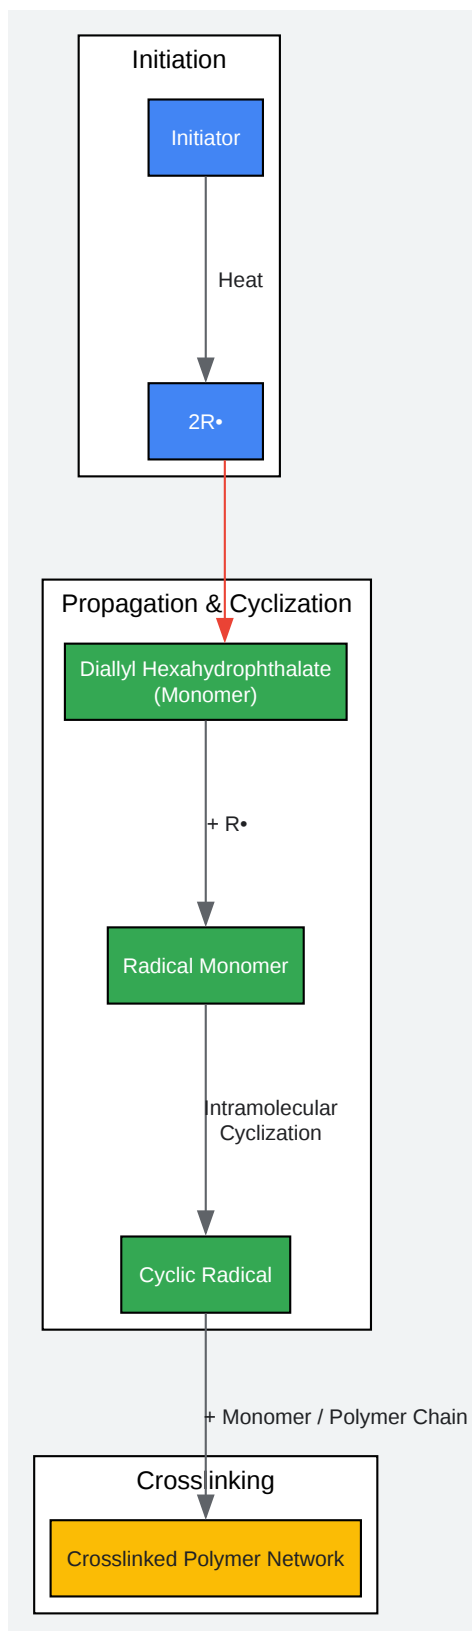 Initiation
Initiator
Heat
2R•
Propagation & Cyclization
Diallyl Hexahydrophthalate
(Monomer)
+ R•
Radical Monomer
Intramolecular
Cyclization
Cyclic Radical
+ Monomer / Polymer Chain
Crosslinking
Crosslinked Polymer Network